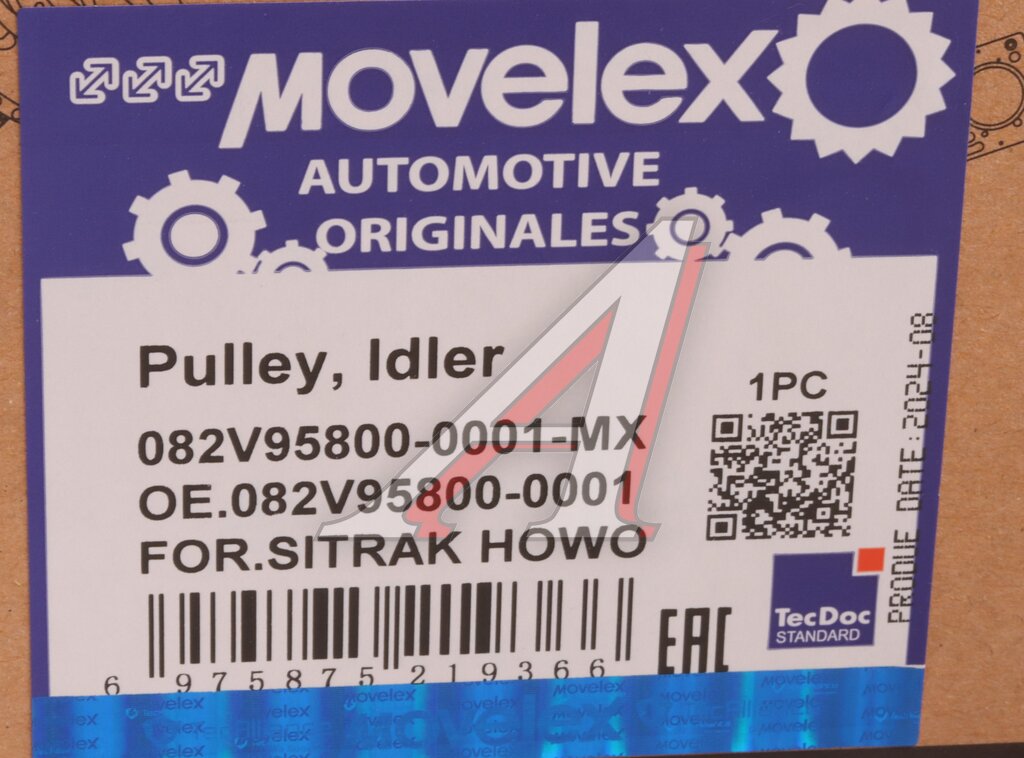 MOVELEX
AUTOMOTIVE
ORIGINALES
Pulley, Idler
082V95800-0001-MX
OE.082V95800-0001
FOR.SITRAK HOWO
1PC
PRODUE DATE:2024-08
TecDoc
STANDARD
EAC
6 975875 219366
MOVELEX